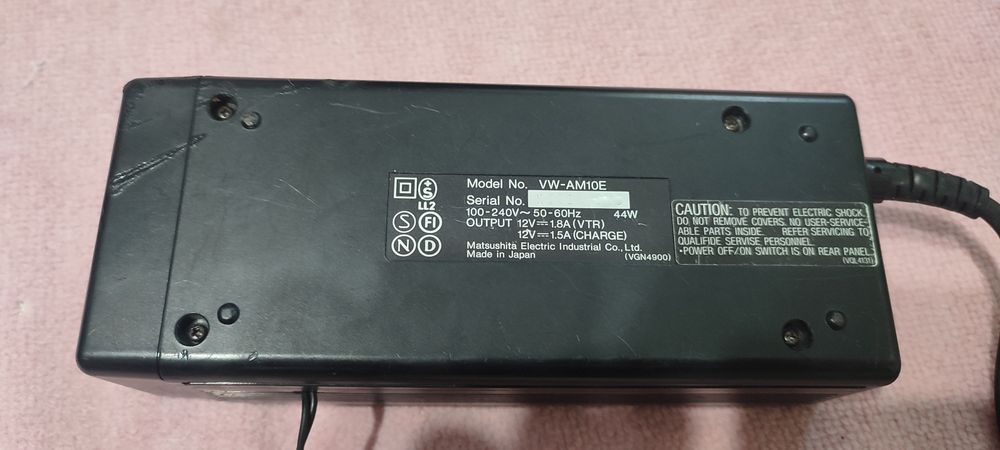 Model No. VW-AM10E
Serial No.
100-240V~ 50-60Hz 44W
OUTPUT 12V⎓1.8A (VTR)
12V⎓1.5A (CHARGE)
Matsushita Electric Industrial Co., Ltd.
Made in Japan (VGN4900)
S
LL2
S FI
N D
CAUTION: TO PREVENT ELECTRIC SHOCK
DO NOT REMOVE COVERS. NO USER-SERVICE-
ABLE PARTS INSIDE. REFER SERVICING TO
QUALIFIDE SERVISE PERSONNEL.
•POWER OFF/ON SWITCH IS ON REAR PANEL.
(VQL4131)